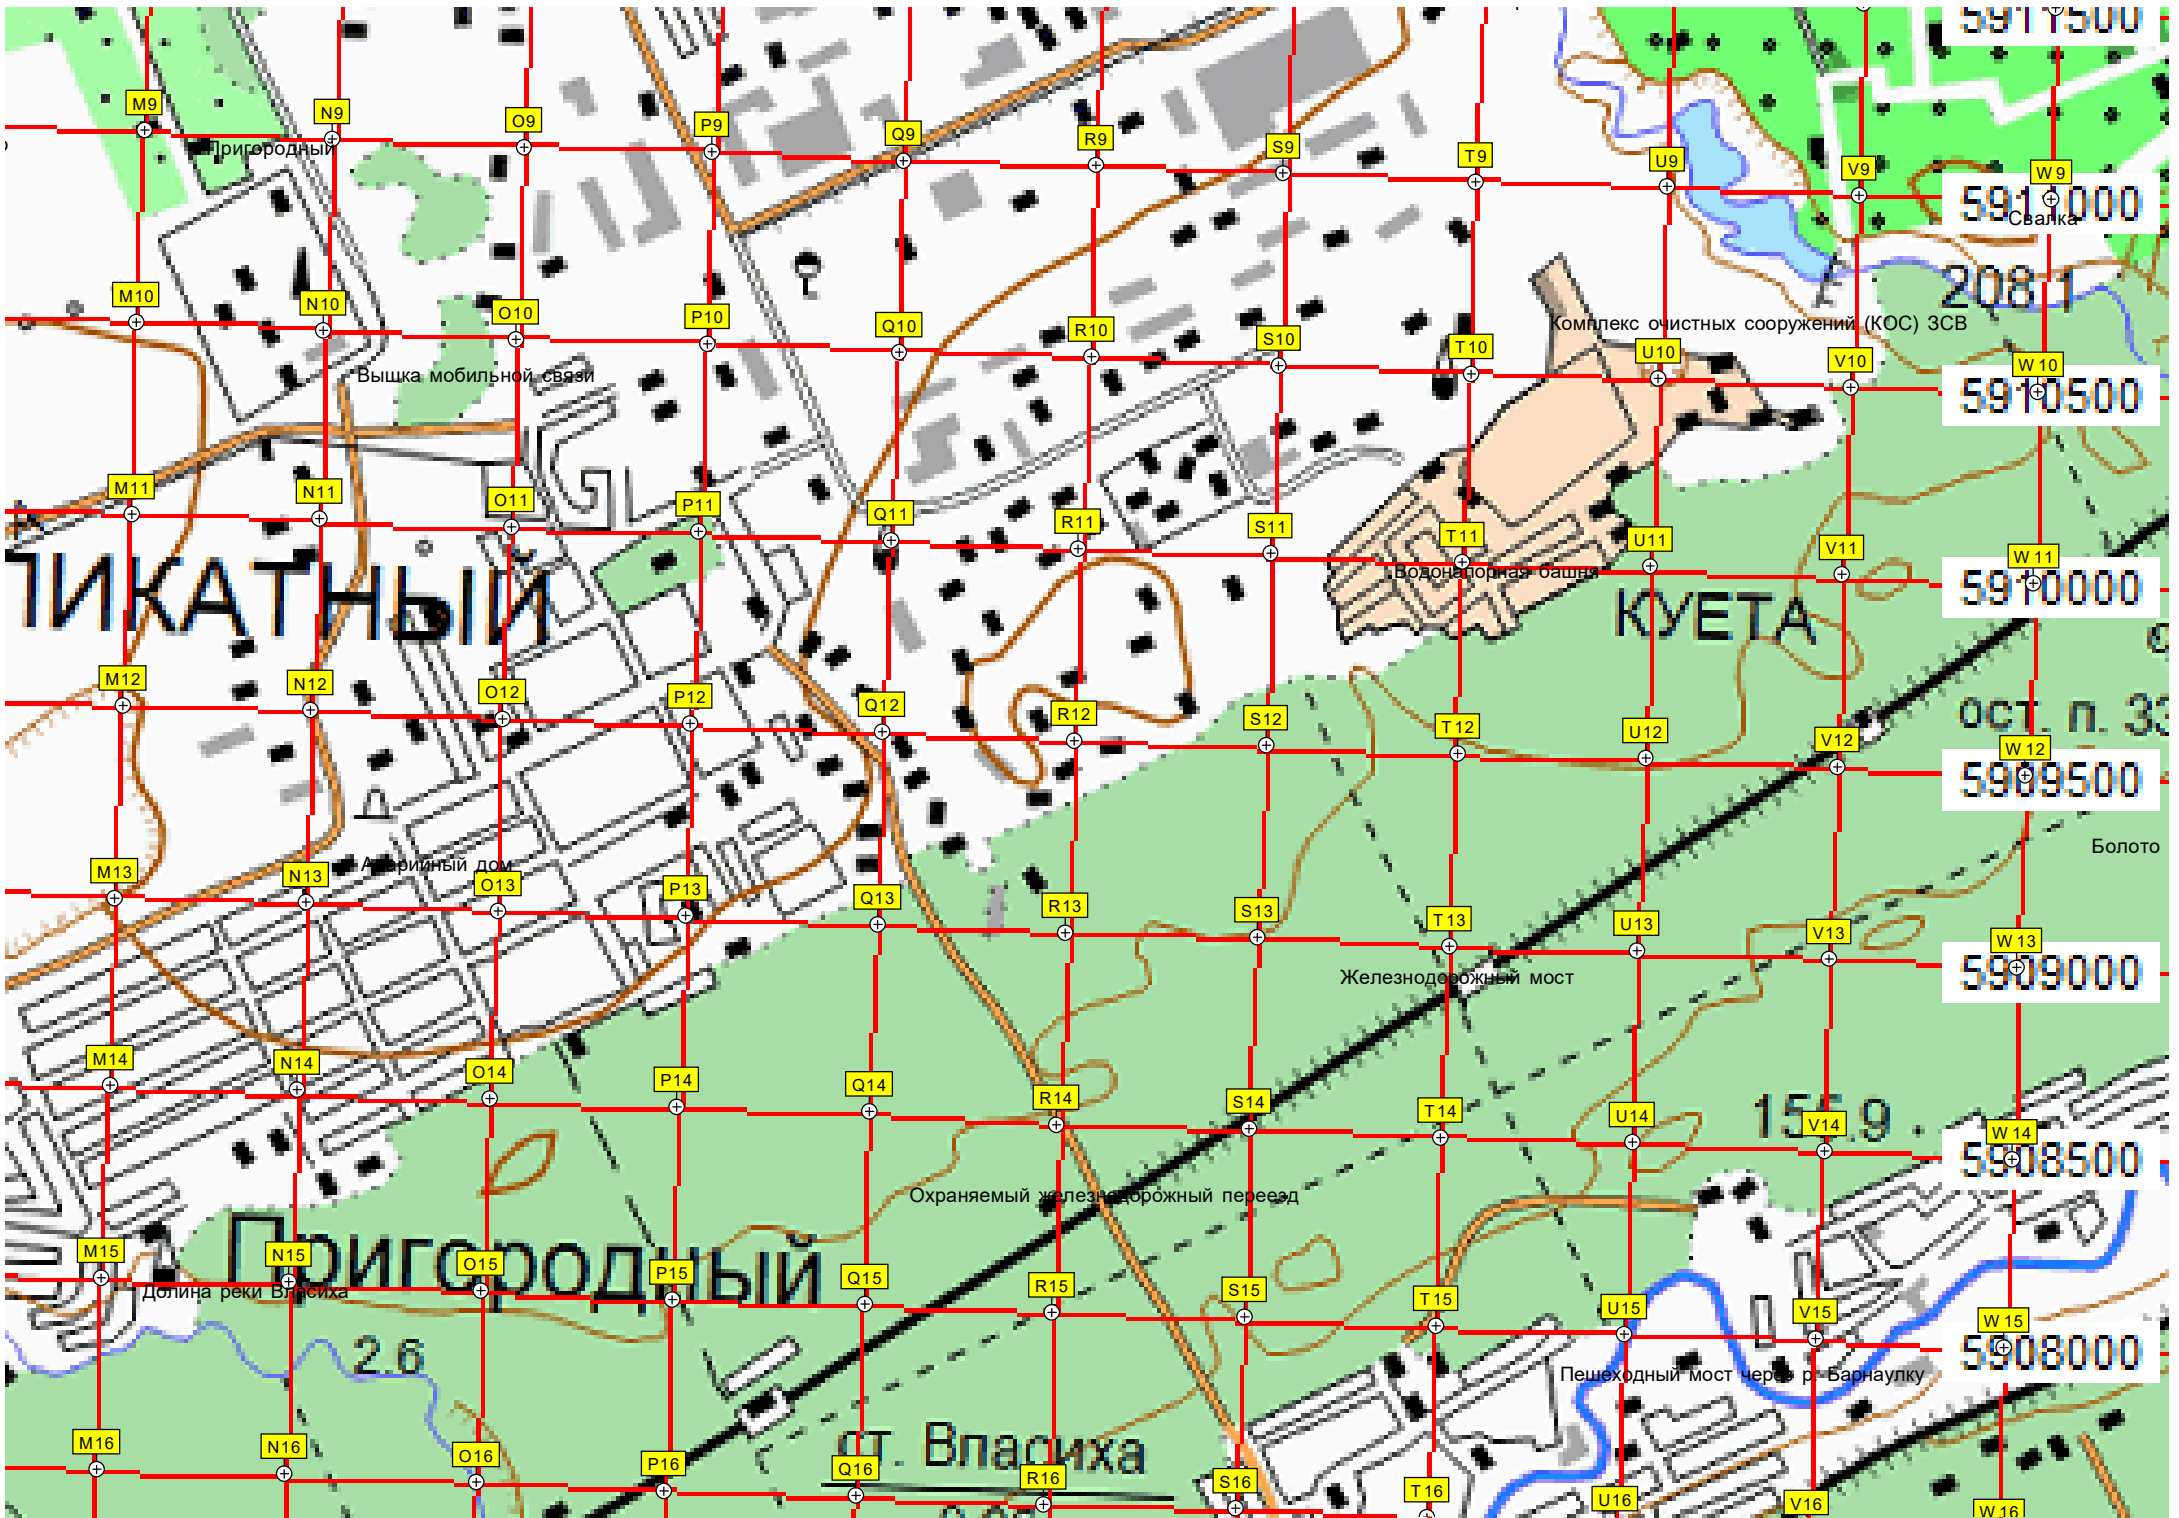 5911500
M9
N9
O9
P9
Q9
R9
S9
T9
U9
V9
W9
Пригородный
5911000
Свалка
208.1
M10
N10
O10
P10
Q10
R10
S10
T10
U10
V10
W10
Комплекс очистных сооружений (КОС) ЗСВ
Вышка мобильной связи
5910500
M11
N11
O11
P11
Q11
R11
S11
T11
U11
V11
W11
Водонапорная башня
5910000
ЛИКАТНЫЙ
КУЕТА
M12
N12
O12
P12
Q12
R12
S12
T12
U12
V12
W12
ост. п. 33
5909500
Болото
M13
N13
O13
P13
Q13
R13
S13
T13
U13
V13
W13
Аварийный дом
5909000
Железнодорожный мост
M14
N14
O14
P14
Q14
R14
S14
T14
U14
V14
W14
5908500
Охраняемый железнодорожный переезд
Пригородный
M15
N15
O15
P15
Q15
R15
S15
T15
U15
V15
W15
Долина реки Власиха
5908000
2.6
Пешеходный мост через р. Барнаулку
ст. Власиха
M16
N16
O16
P16
Q16
R16
S16
T16
U16
V16
W16